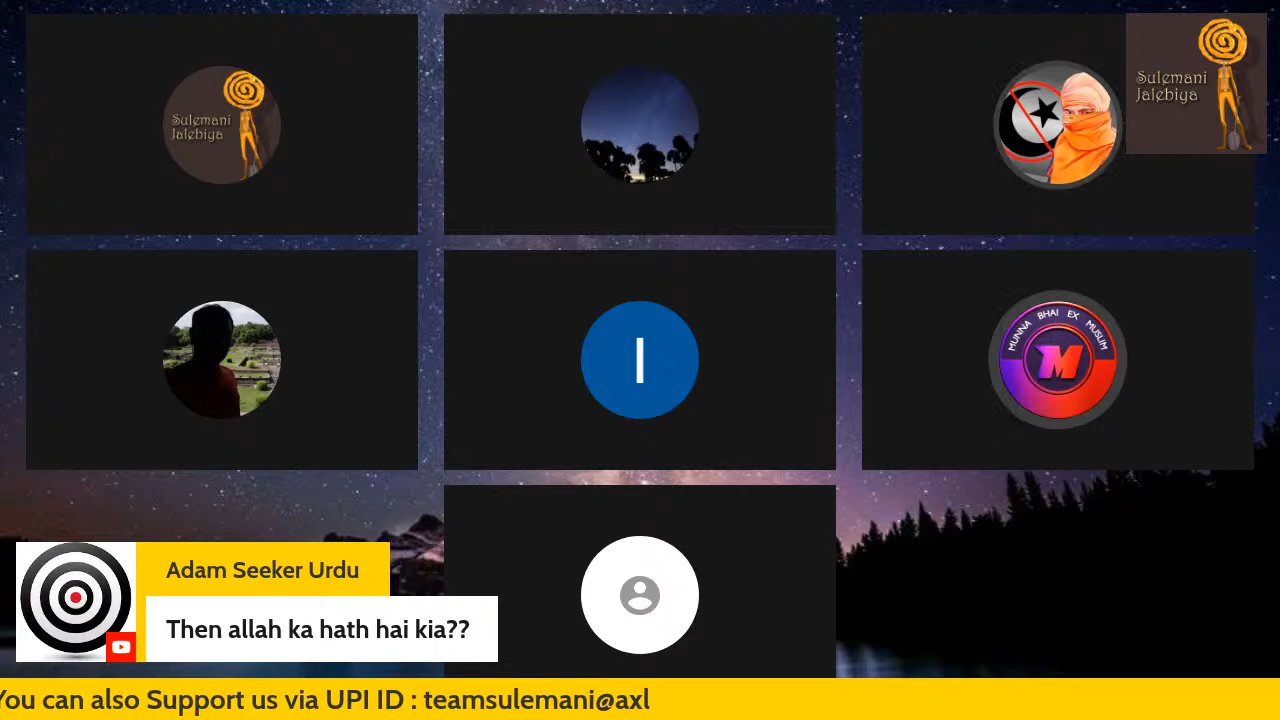 Sulemani
Jalebiya
Sulemani
Jalebiya
I
MUNNA BHAI EX MUSLIM
M
Adam Seeker Urdu
Then allah ka hath hai kia??
You can also Support us via UPI ID : teamsulemani@axl